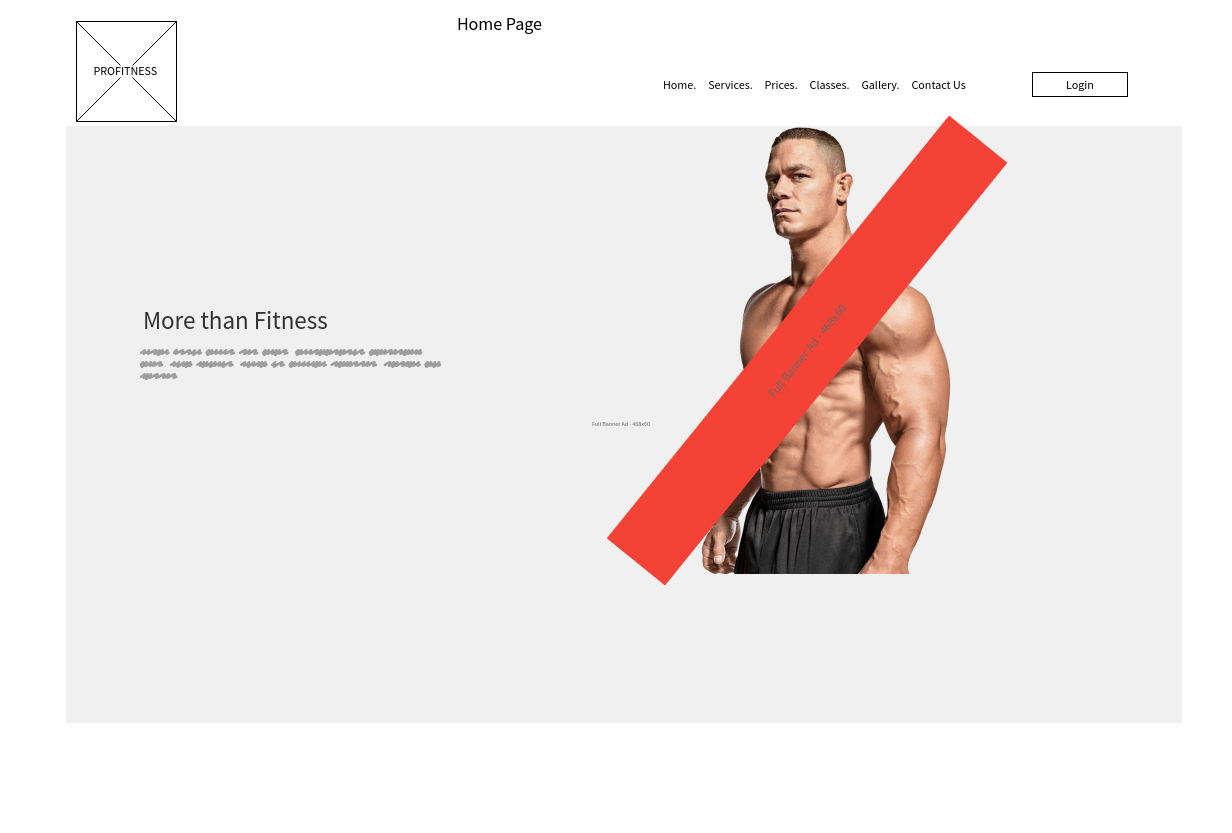 Home Page
PROFITNESS
Home. Services. Prices. Classes. Gallery. Contact Us
Login
More than Fitness
Full Banner Ad - 468x60
Full Banner Ad - 468x60